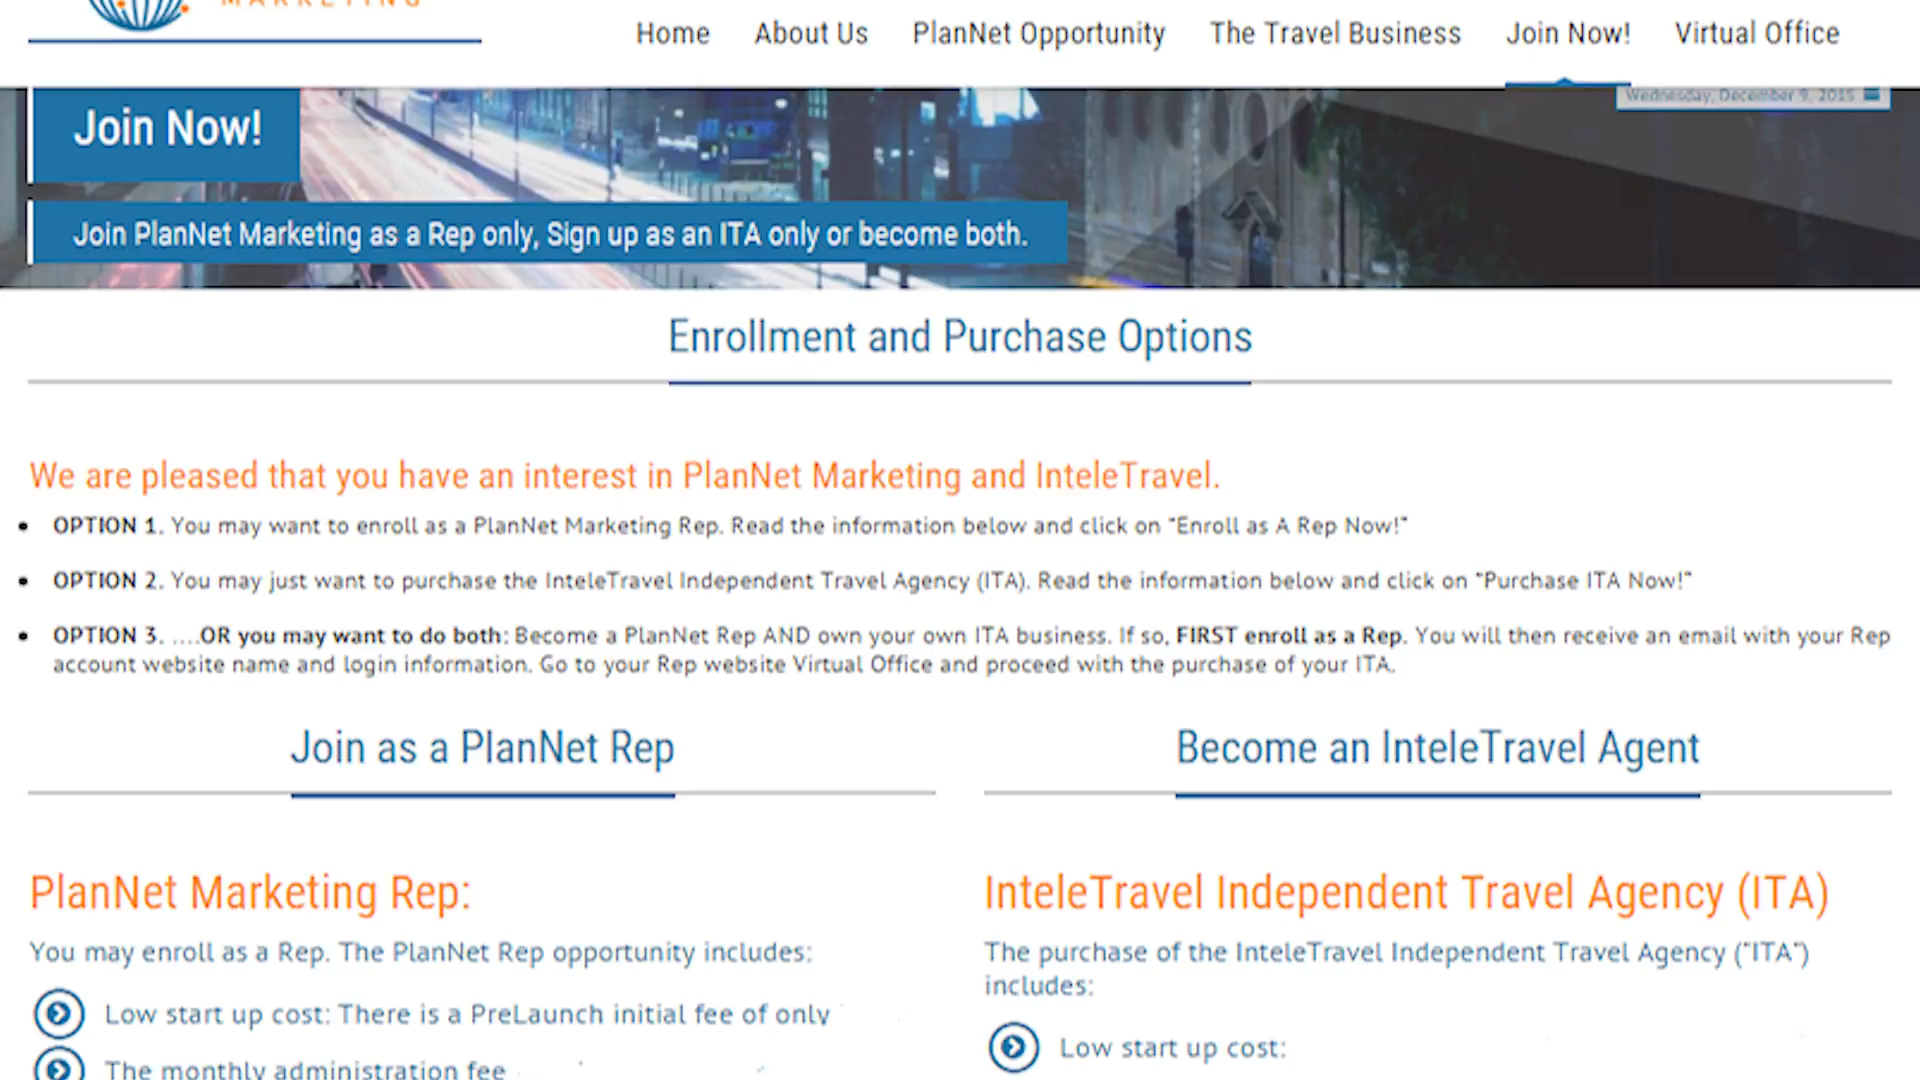 MARKETING
Home About Us PlanNet Opportunity The Travel Business Join Now! Virtual Office
Wednesday, December 9, 2015
Join Now!
Join PlanNet Marketing as a Rep only, Sign up as an ITA only or become both.
Enrollment and Purchase Options
We are pleased that you have an interest in PlanNet Marketing and InteleTravel.
OPTION 1. You may want to enroll as a PlanNet Marketing Rep. Read the information below and click on "Enroll as A Rep Now!"
OPTION 2. You may just want to purchase the InteleTravel Independent Travel Agency (ITA). Read the information below and click on "Purchase ITA Now!"
OPTION 3. ....OR you may want to do both: Become a PlanNet Rep AND own your own ITA business. If so, FIRST enroll as a Rep. You will then receive an email with your Rep
account website name and login information. Go to your Rep website Virtual Office and proceed with the purchase of your ITA.
Join as a PlanNet Rep
PlanNet Marketing Rep:
You may enroll as a Rep. The PlanNet Rep opportunity includes:
Low start up cost: There is a PreLaunch initial fee of only
The monthly administration fee
Become an InteleTravel Agent
InteleTravel Independent Travel Agency (ITA)
The purchase of the InteleTravel Independent Travel Agency ("ITA")
includes:
Low start up cost: